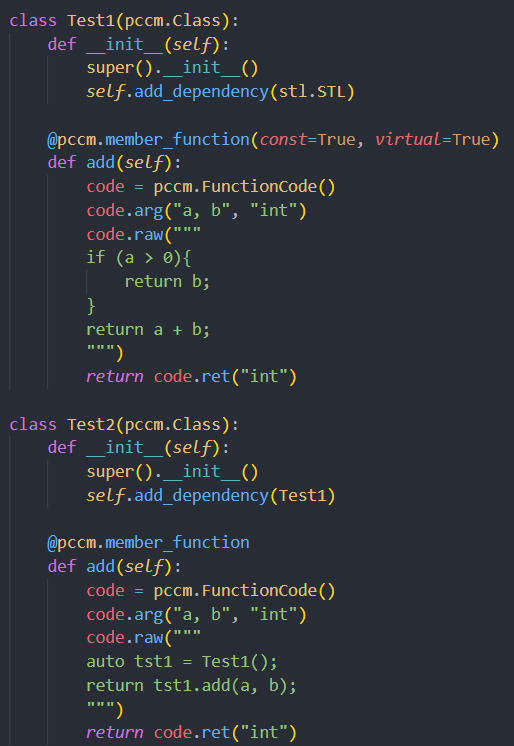 class Test1(pccm.Class):
    def __init__(self):
        super().__init__()
        self.add_dependency(stl.STL)

    @pccm.member_function(const=True, virtual=True)
    def add(self):
        code = pccm.FunctionCode()
        code.arg("a, b", "int")
        code.raw("""
        if (a > 0){
            return b;
        }
        return a + b;
        """)
        return code.ret("int")

class Test2(pccm.Class):
    def __init__(self):
        super().__init__()
        self.add_dependency(Test1)

    @pccm.member_function
    def add(self):
        code = pccm.FunctionCode()
        code.arg("a, b", "int")
        code.raw("""
        auto tst1 = Test1();
        return tst1.add(a, b);
        """)
        return code.ret("int")